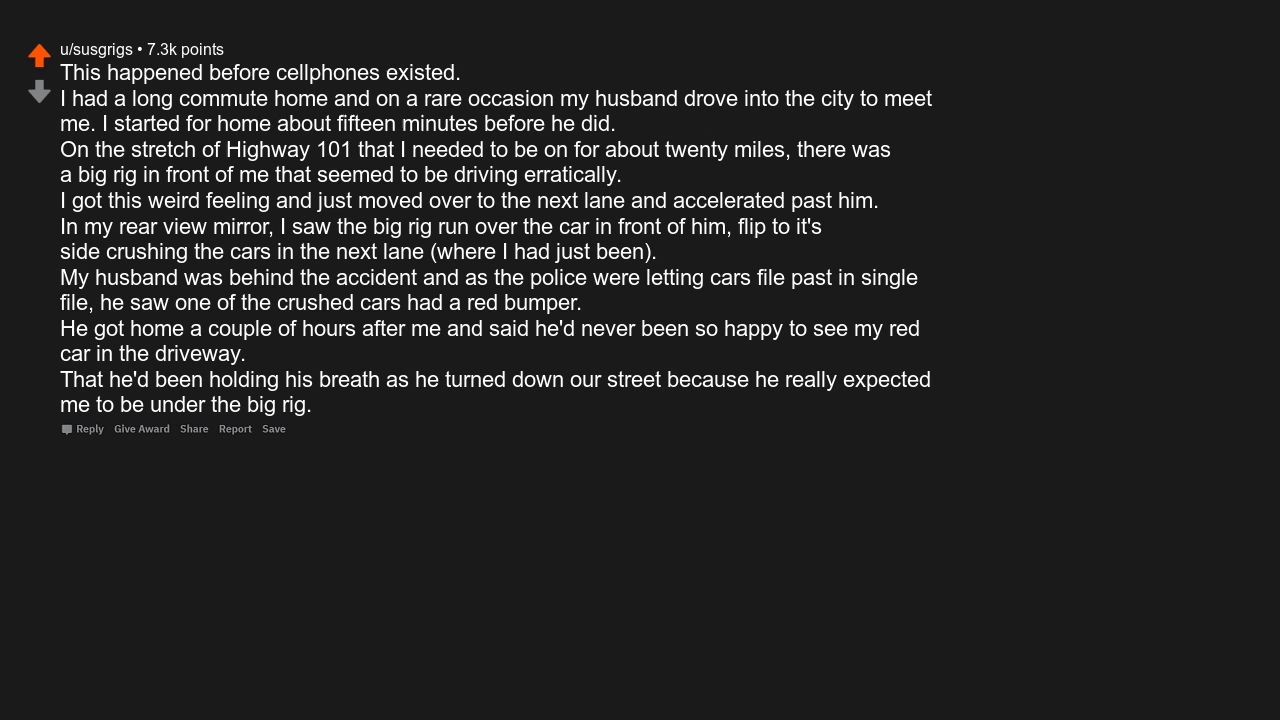 u/susgrigs • 7.3k points
This happened before cellphones existed.
I had a long commute home and on a rare occasion my husband drove into the city to meet
me. I started for home about fifteen minutes before he did.
On the stretch of Highway 101 that I needed to be on for about twenty miles, there was
a big rig in front of me that seemed to be driving erratically.
I got this weird feeling and just moved over to the next lane and accelerated past him.
In my rear view mirror, I saw the big rig run over the car in front of him, flip to it's
side crushing the cars in the next lane (where I had just been).
My husband was behind the accident and as the police were letting cars file past in single
file, he saw one of the crushed cars had a red bumper.
He got home a couple of hours after me and said he'd never been so happy to see my red
car in the driveway.
That he'd been holding his breath as he turned down our street because he really expected
me to be under the big rig.
Reply Give Award Share Report Save